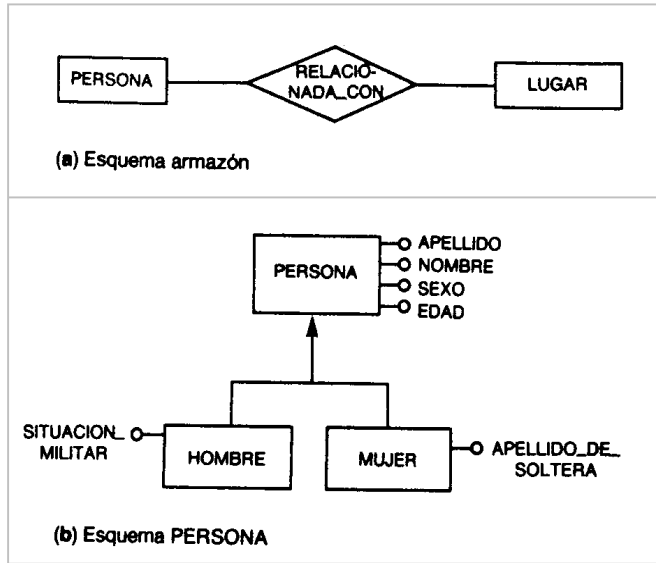 PERSONA
RELACIO-
NADA_CON
LUGAR
(a) Esquema armazón
PERSONA
APELLIDO
NOMBRE
SEXO
EDAD
SITUACION_
MILITAR
HOMBRE
MUJER
APELLIDO_DE_
SOLTERA
(b) Esquema PERSONA